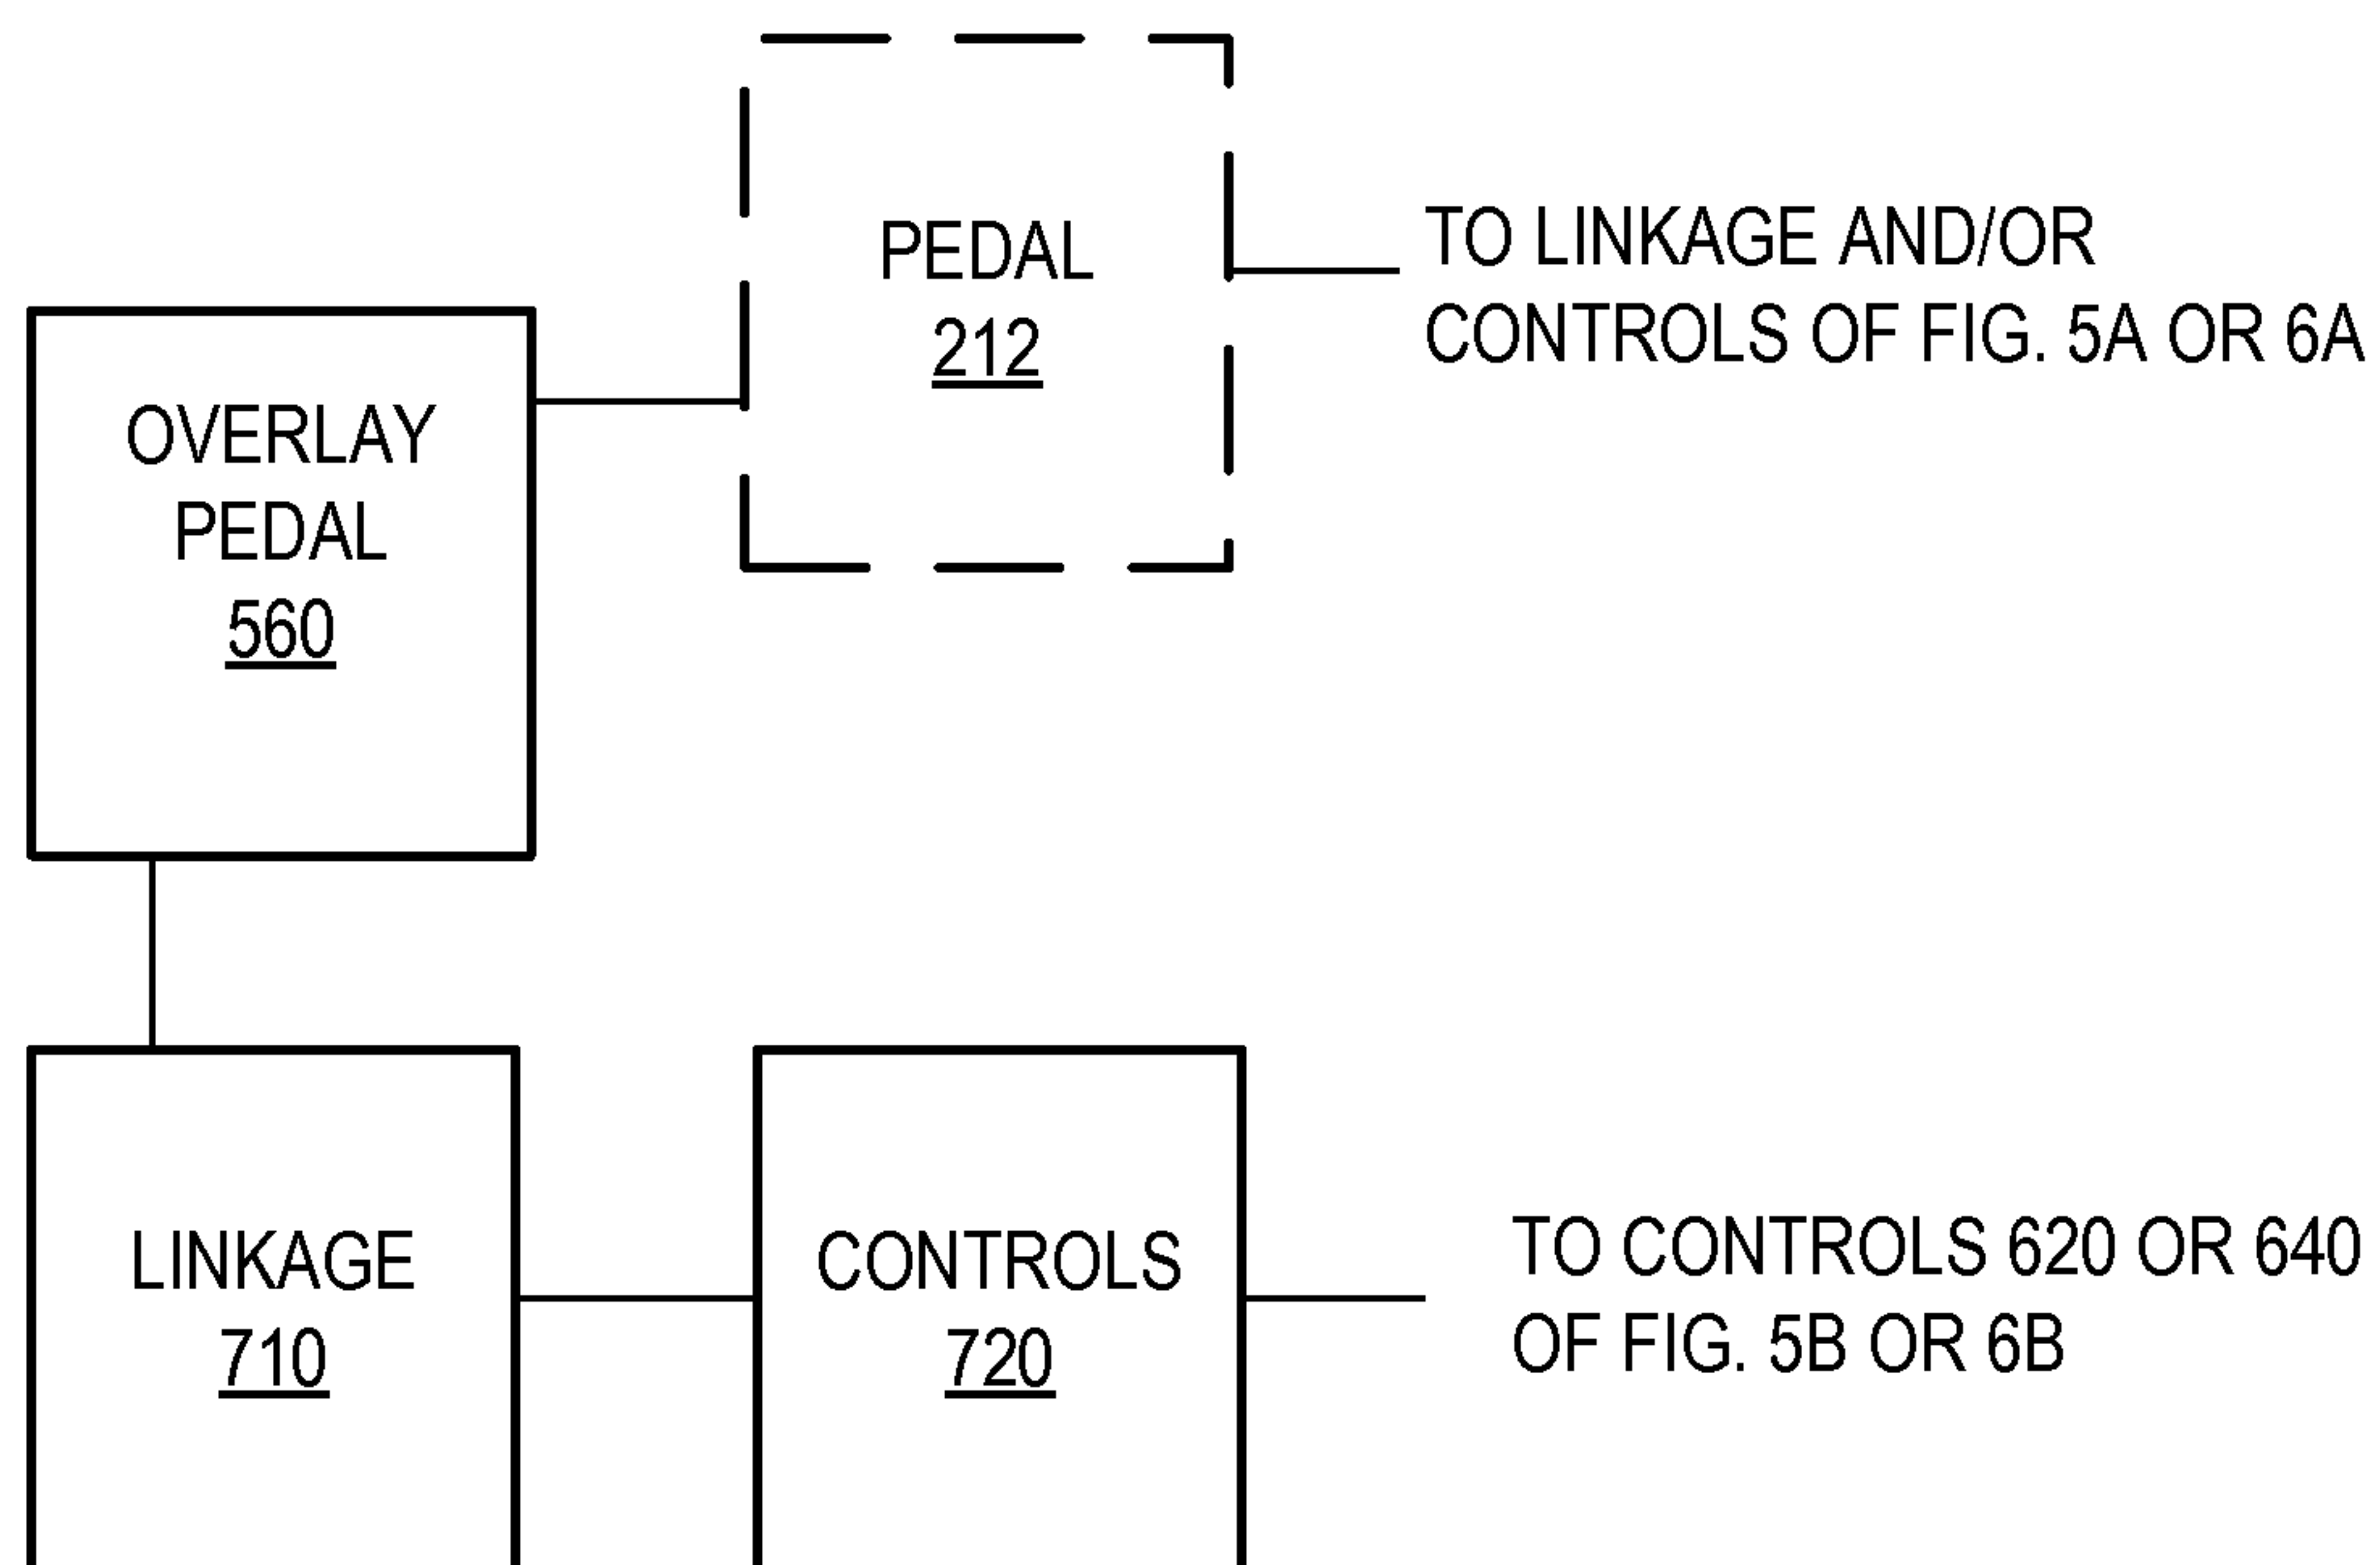 PEDAL
212
TO LINKAGE AND/OR
CONTROLS OF FIG. 5A OR 6A
OVERLAY
PEDAL
560
LINKAGE
710
CONTROLS
720
TO CONTROLS 620 OR 640
OF FIG. 5B OR 6B